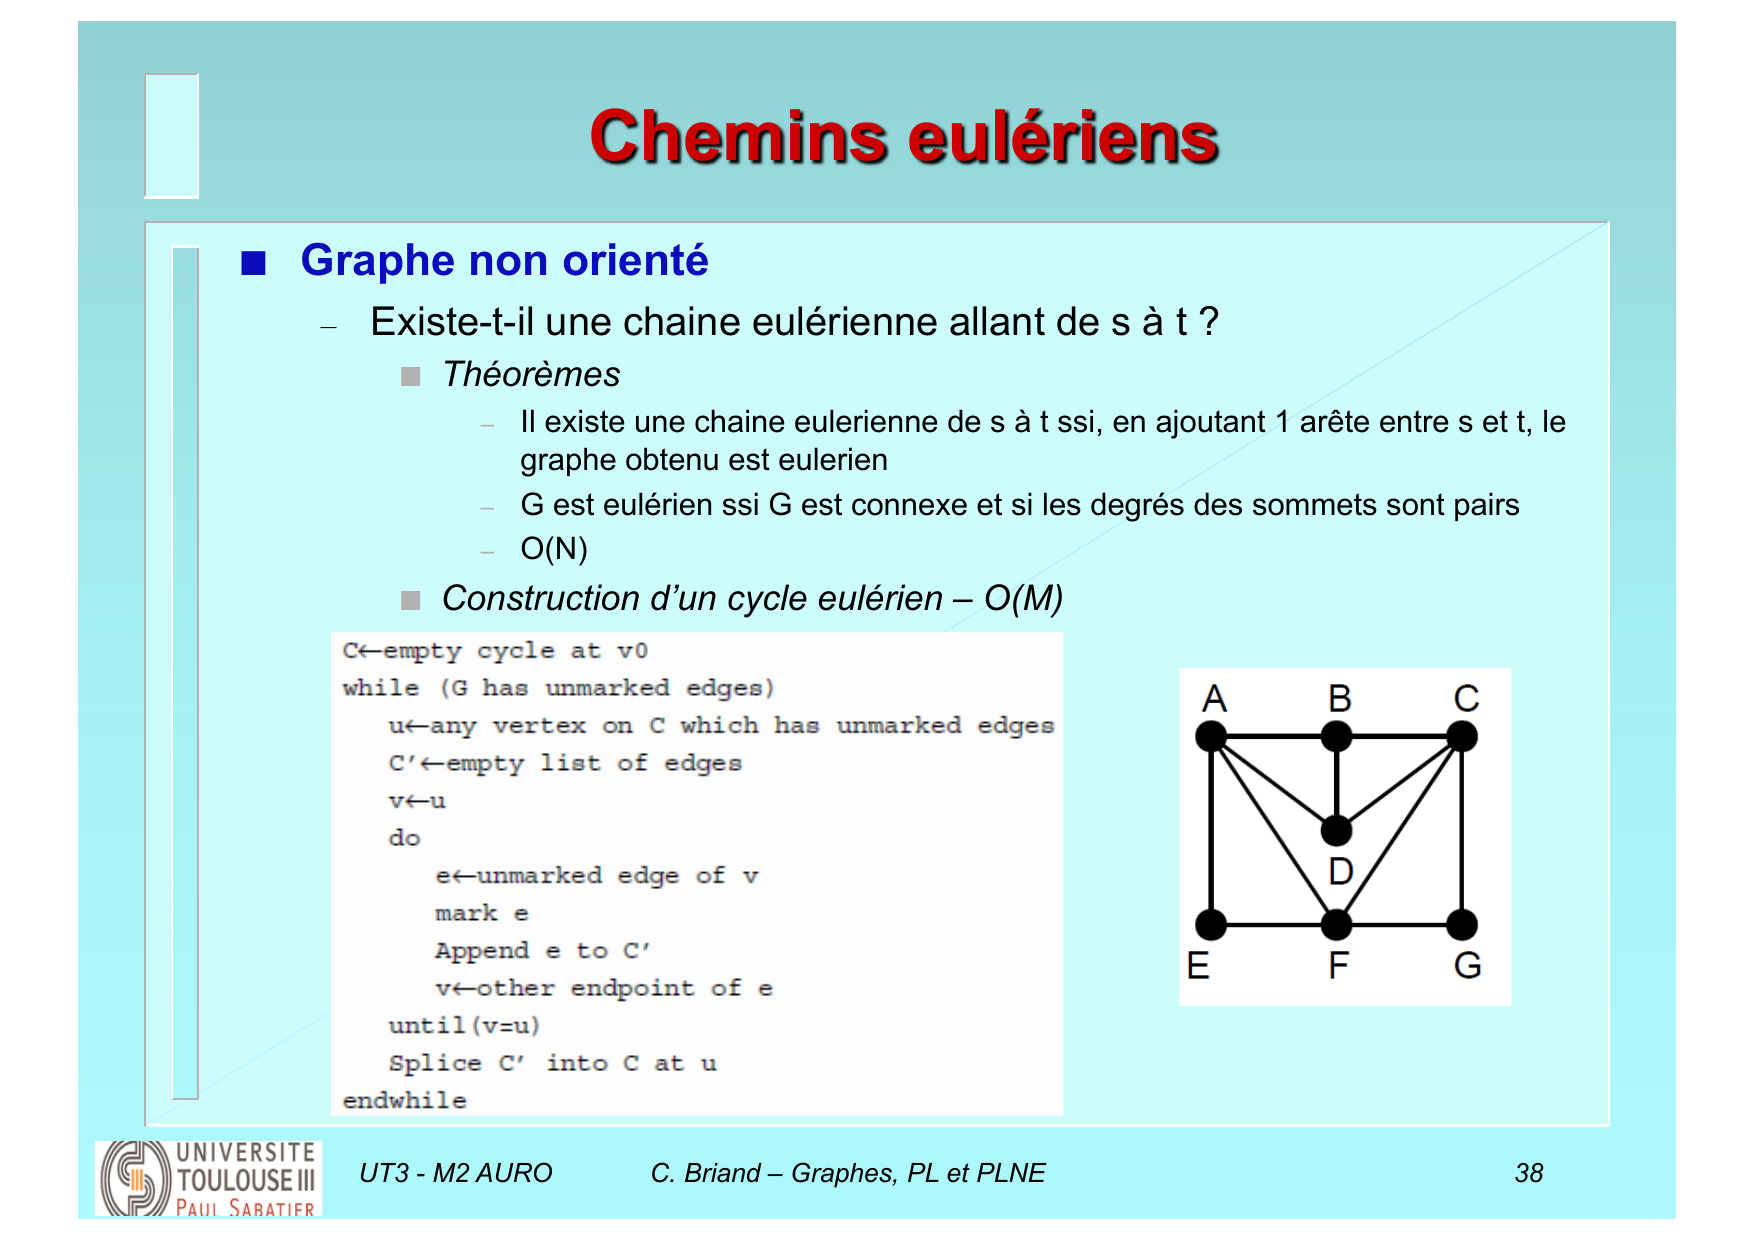 Chemins eulériens
Graphe non orienté
– Existe-t-il une chaine eulérienne allant de s à t ?
Théorèmes
– Il existe une chaine eulerienne de s à t ssi, en ajoutant 1 arête entre s et t, le
graphe obtenu est eulerien
– G est eulérien ssi G est connexe et si les degrés des sommets sont pairs
– O(N)
Construction d’un cycle eulérien – O(M)
C←empty cycle at v0
while (G has unmarked edges)
u←any vertex on C which has unmarked edges
C’←empty list of edges
v←u
do
e←unmarked edge of v
mark e
Append e to C’
v←other endpoint of e
until(v=u)
Splice C’ into C at u
endwhile
A B C
D
E F G
UNIVERSITE
TOULOUSE III
PAUL SABATIER
UT3 - M2 AURO C. Briand – Graphes, PL et PLNE 38